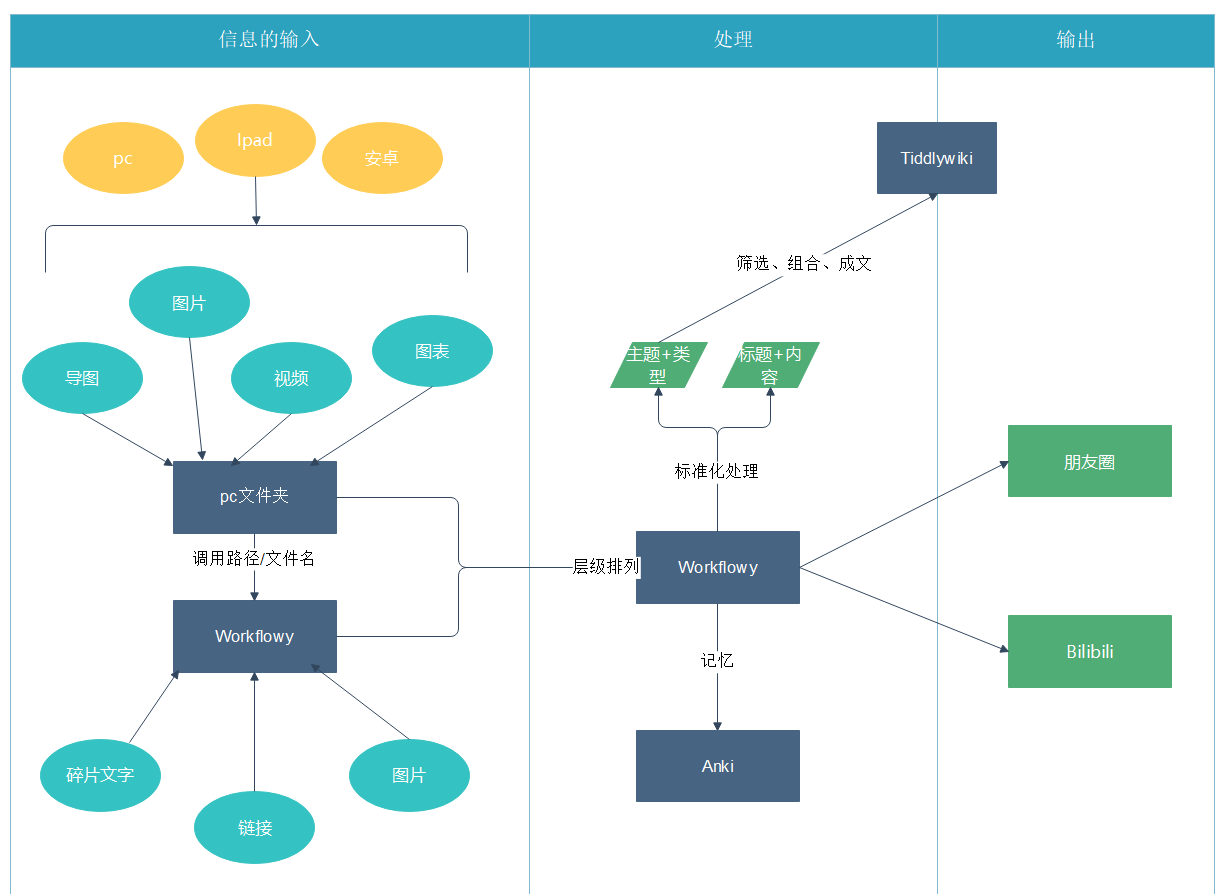 信息的输入
处理
输出
pc
Ipad
安卓
图片
导图
视频
图表
pc文件夹
调用路径/文件名
Workflowy
碎片文字
链接
图片
层级排列
Tiddlywiki
筛选、组合、成文
主题+类
型
标题+内
容
标准化处理
Workflowy
记忆
Anki
朋友圈
Bilibili